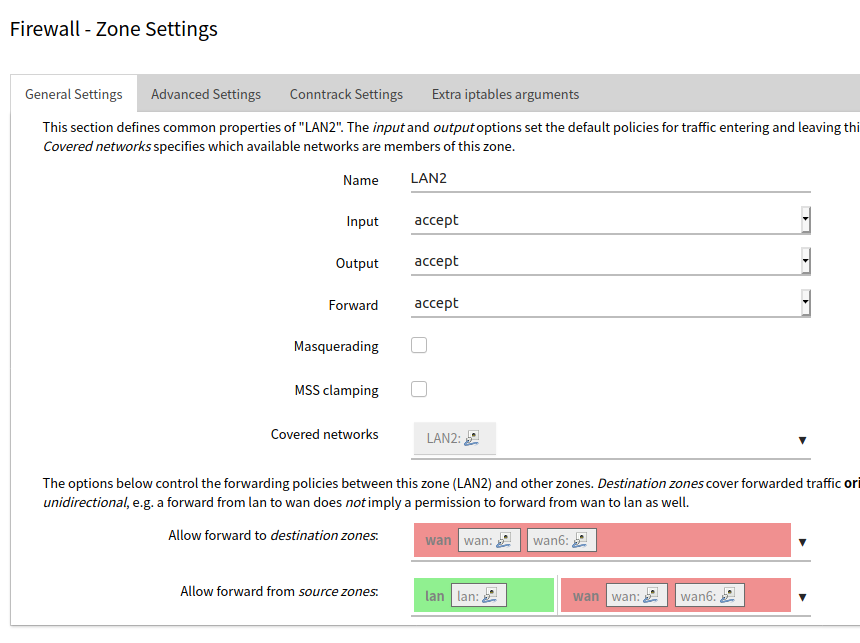 Firewall - Zone Settings
General Settings Advanced Settings Conntrack Settings Extra iptables arguments
This section defines common properties of "LAN2". The input and output options set the default policies for traffic entering and leaving thi
Covered networks specifies which available networks are members of this zone.
Name LAN2
Input accept
Output accept
Forward accept
Masquerading
MSS clamping
Covered networks LAN2:
The options below control the forwarding policies between this zone (LAN2) and other zones. Destination zones cover forwarded traffic ori
unidirectional, e.g. a forward from lan to wan does not imply a permission to forward from wan to lan as well.
Allow forward to destination zones: wan wan: wan6:
Allow forward from source zones: lan lan: wan wan: wan6: